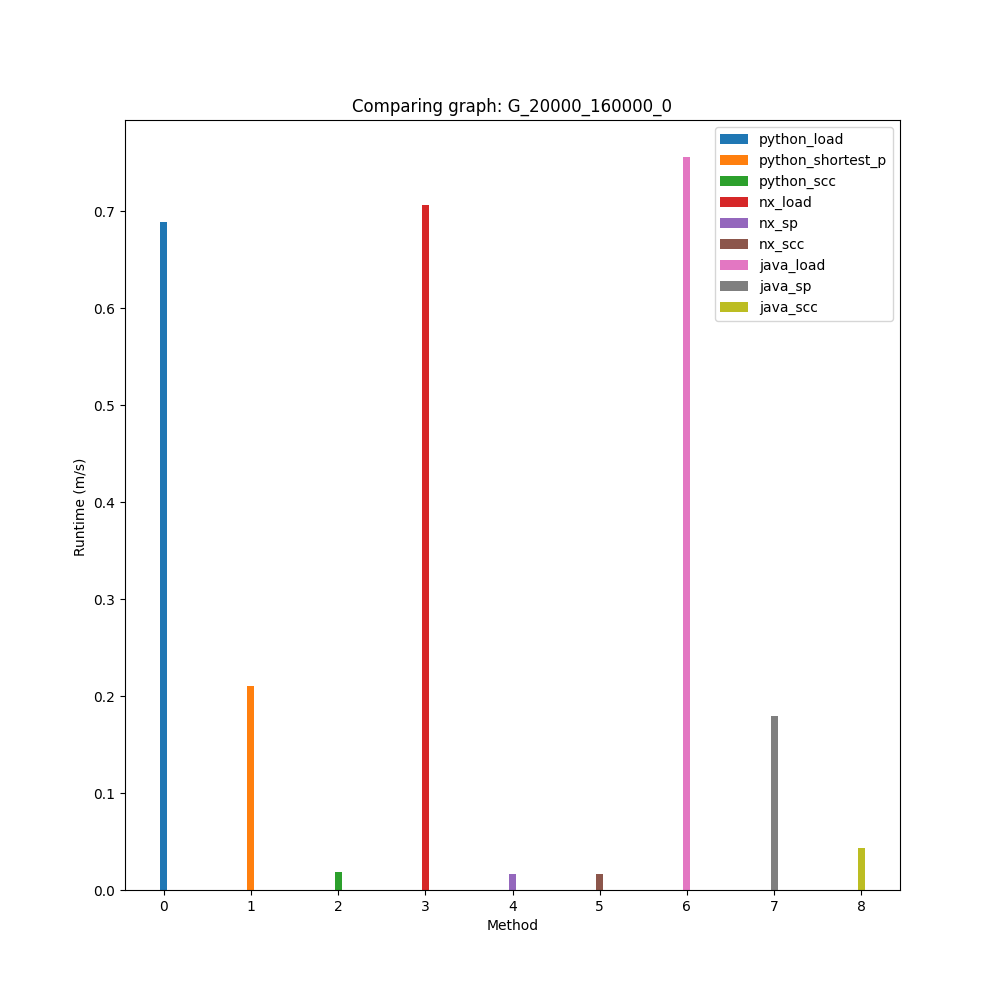 Comparing graph: G_20000_160000_0
python_load
python_shortest_p
python_scc
nx_load
nx_sp
nx_scc
java_load
java_sp
java_scc
0.7
0.6
0.5
0.4
0.3
0.2
0.1
0.0
Runtime (m/s)
0 1 2 3 4 5 6 7 8
Method